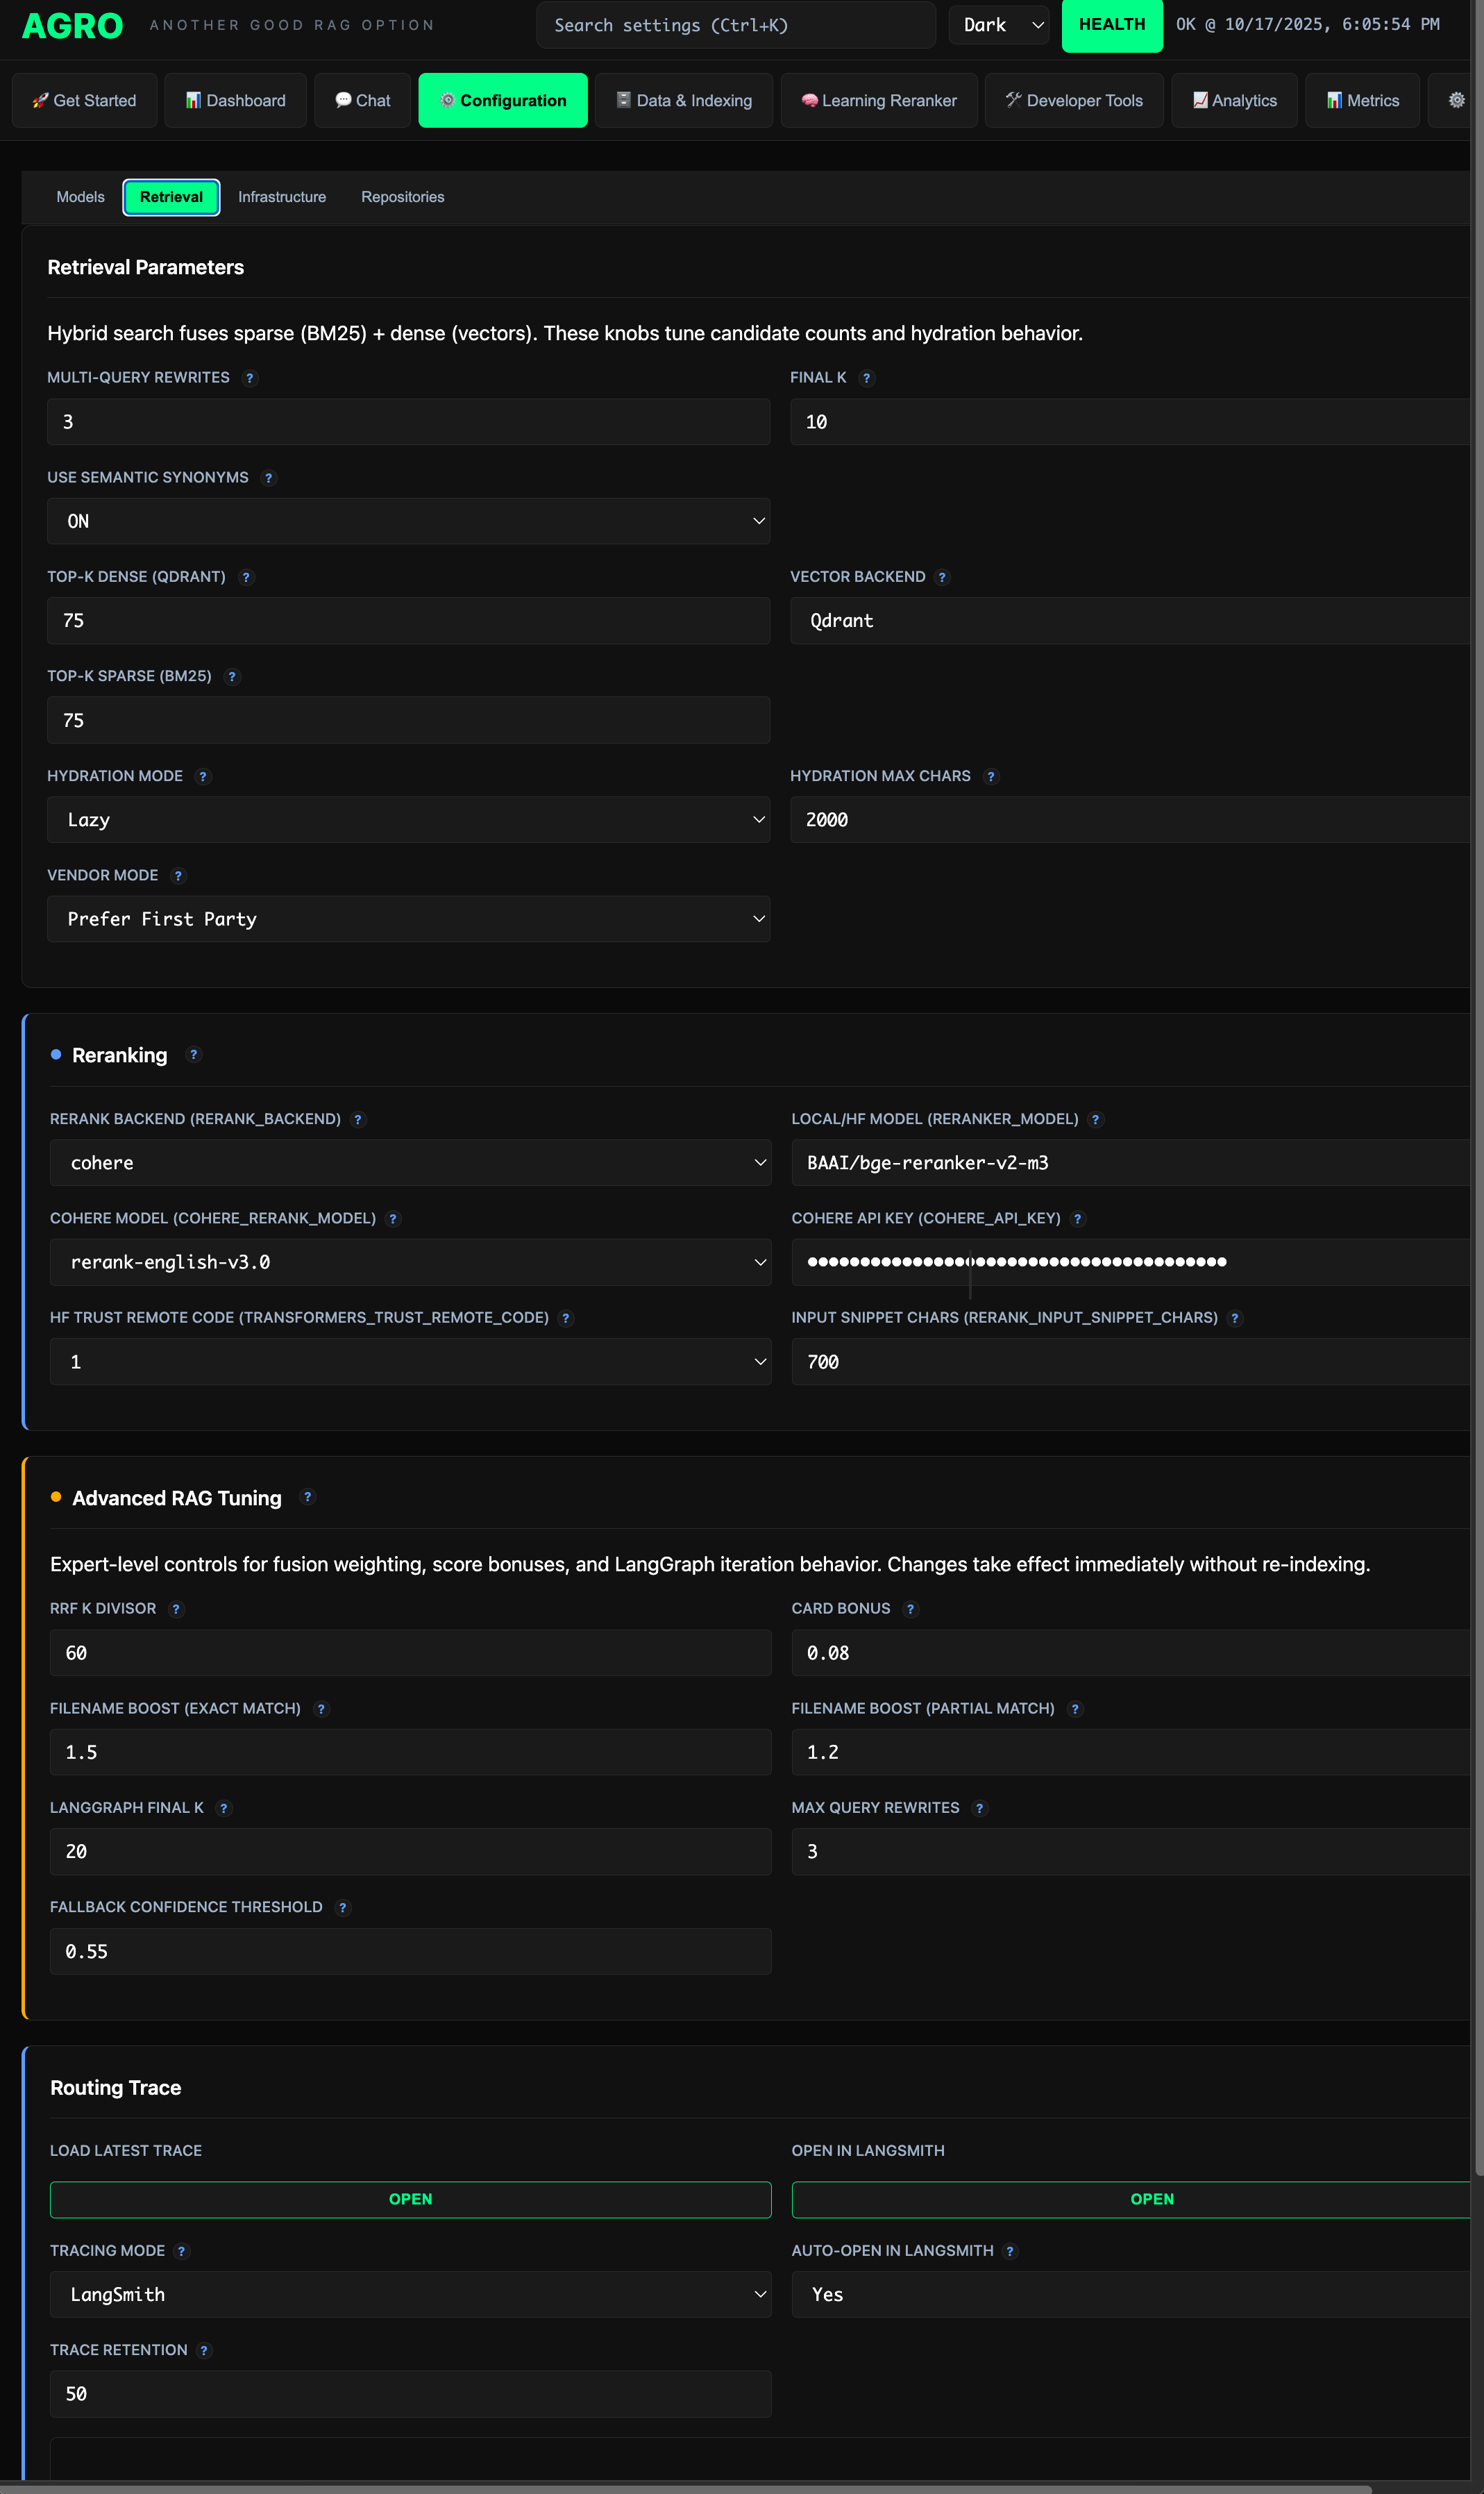 AGRO ANOTHER GOOD RAG OPTION Search settings (Ctrl+K) Dark HEALTH OK @ 10/17/2025, 6:05:54 PM
🚀 Get Started 📊 Dashboard 💬 Chat ⚙️ Configuration 🗄️ Data & Indexing 🧠 Learning Reranker 🛠️ Developer Tools 📈 Analytics 📊 Metrics ⚙️
Models Retrieval Infrastructure Repositories
Retrieval Parameters
Hybrid search fuses sparse (BM25) + dense (vectors). These knobs tune candidate counts and hydration behavior.
MULTI-QUERY REWRITES ? FINAL K ?
3 10
USE SEMANTIC SYNONYMS ?
ON
TOP-K DENSE (QDRANT) ? VECTOR BACKEND ?
75 Qdrant
TOP-K SPARSE (BM25) ?
75
HYDRATION MODE ? HYDRATION MAX CHARS ?
Lazy 2000
VENDOR MODE ?
Prefer First Party
Reranking ?
RERANK BACKEND (RERANK_BACKEND) ? LOCAL/HF MODEL (RERANKER_MODEL) ?
cohere BAAI/bge-reranker-v2-m3
COHERE MODEL (COHERE_RERANK_MODEL) ? COHERE API KEY (COHERE_API_KEY) ?
rerank-english-v3.0 ••••••••••••••••••••••••••••••••••••••••
HF TRUST REMOTE CODE (TRANSFORMERS_TRUST_REMOTE_CODE) ? INPUT SNIPPET CHARS (RERANK_INPUT_SNIPPET_CHARS) ?
1 700
Advanced RAG Tuning ?
Expert-level controls for fusion weighting, score bonuses, and LangGraph iteration behavior. Changes take effect immediately without re-indexing.
RRF K DIVISOR ? CARD BONUS ?
60 0.08
FILENAME BOOST (EXACT MATCH) ? FILENAME BOOST (PARTIAL MATCH) ?
1.5 1.2
LANGGRAPH FINAL K ? MAX QUERY REWRITES ?
20 3
FALLBACK CONFIDENCE THRESHOLD ?
0.55
Routing Trace
LOAD LATEST TRACE OPEN IN LANGSMITH
OPEN OPEN
TRACING MODE ? AUTO-OPEN IN LANGSMITH ?
LangSmith Yes
TRACE RETENTION ?
50